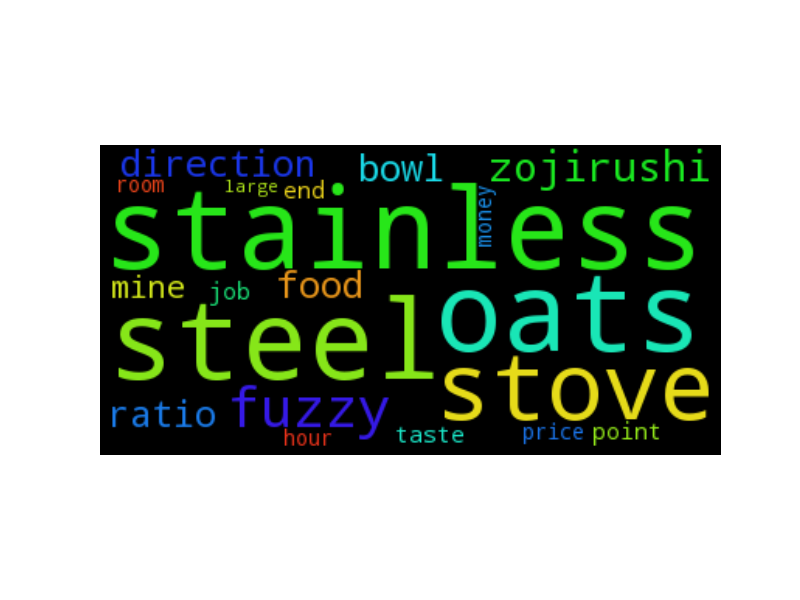 direction bowl zojirushi
room large end money
stainless
mine job food oats
steel stove
ratio fuzzy
hour taste price point